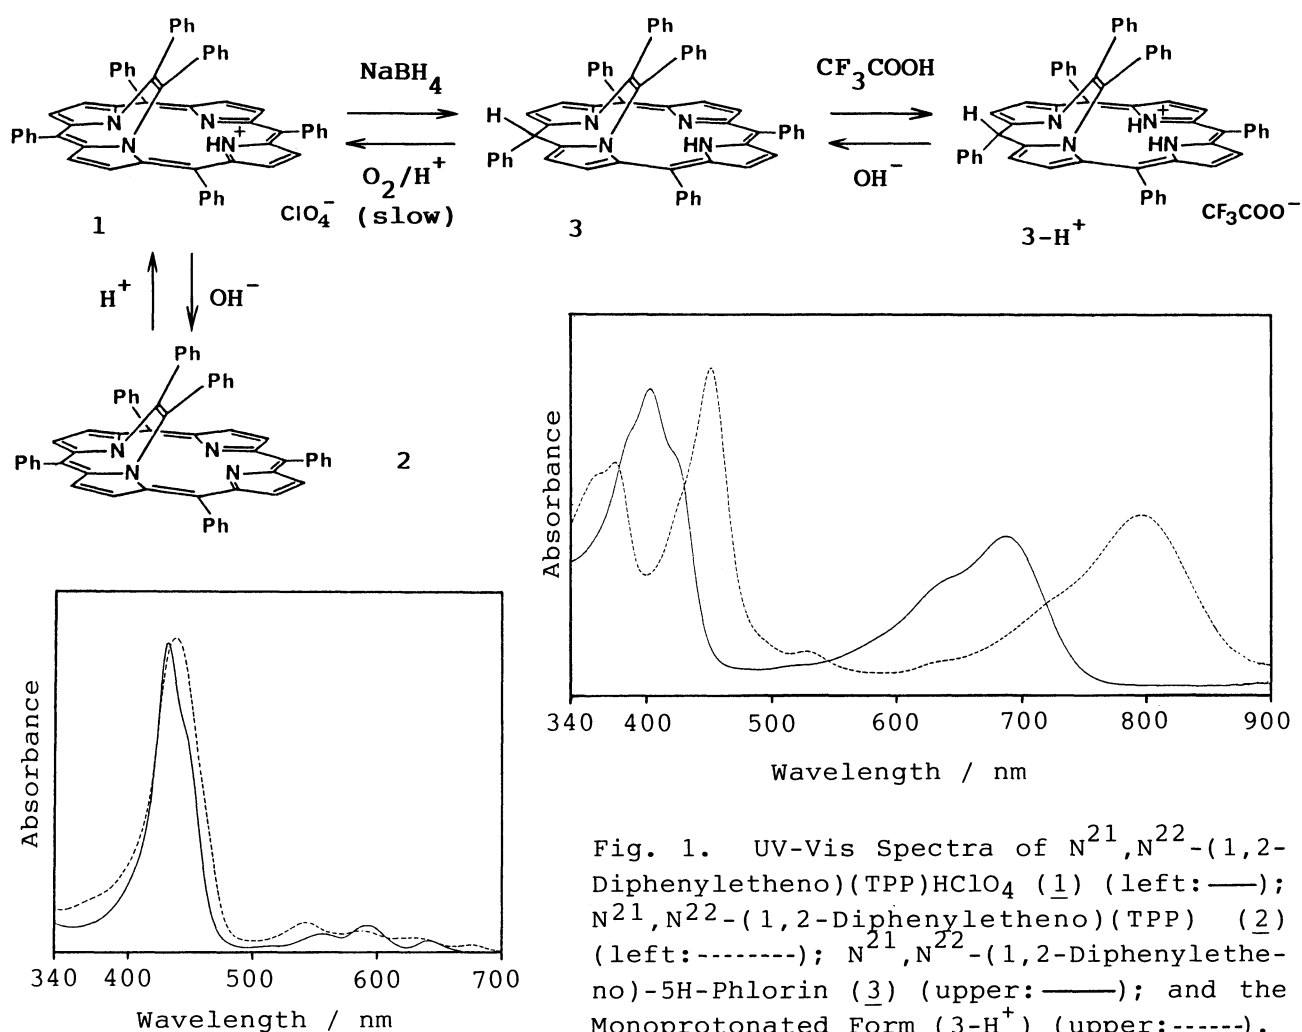 Ph
Ph
Ph
Ph
Ph
Ph
N
N
N
HN
+
ClO4−
1
NaBH4
O2/H+
(slow)
Ph
Ph
Ph
H
Ph
Ph
Ph
N
N
N
HN
3
CF3COOH
OH−
Ph
Ph
Ph
H
Ph
Ph
Ph
N
HN
+
N
HN
CF3COO−
3-H+
H+
OH−
Ph
Ph
Ph
Ph
Ph
Ph
N
N
N
N
2
Absorbance
340 400 500 600 700 800 900
Wavelength / nm
Absorbance
340 400 500 600 700
Wavelength / nm
Fig. 1. UV-Vis Spectra of N21,N22-(1,2-
Diphenyletheno)(TPP)HClO4 (1) (left:——);
N21,N22-(1,2-Diphenyletheno)(TPP) (2)
(left:--------); N21,N22-(1,2-Diphenylethe-
no)-5H-Phlorin (3) (upper:——); and the
Monoprotonated Form (3-H+) (upper:------).